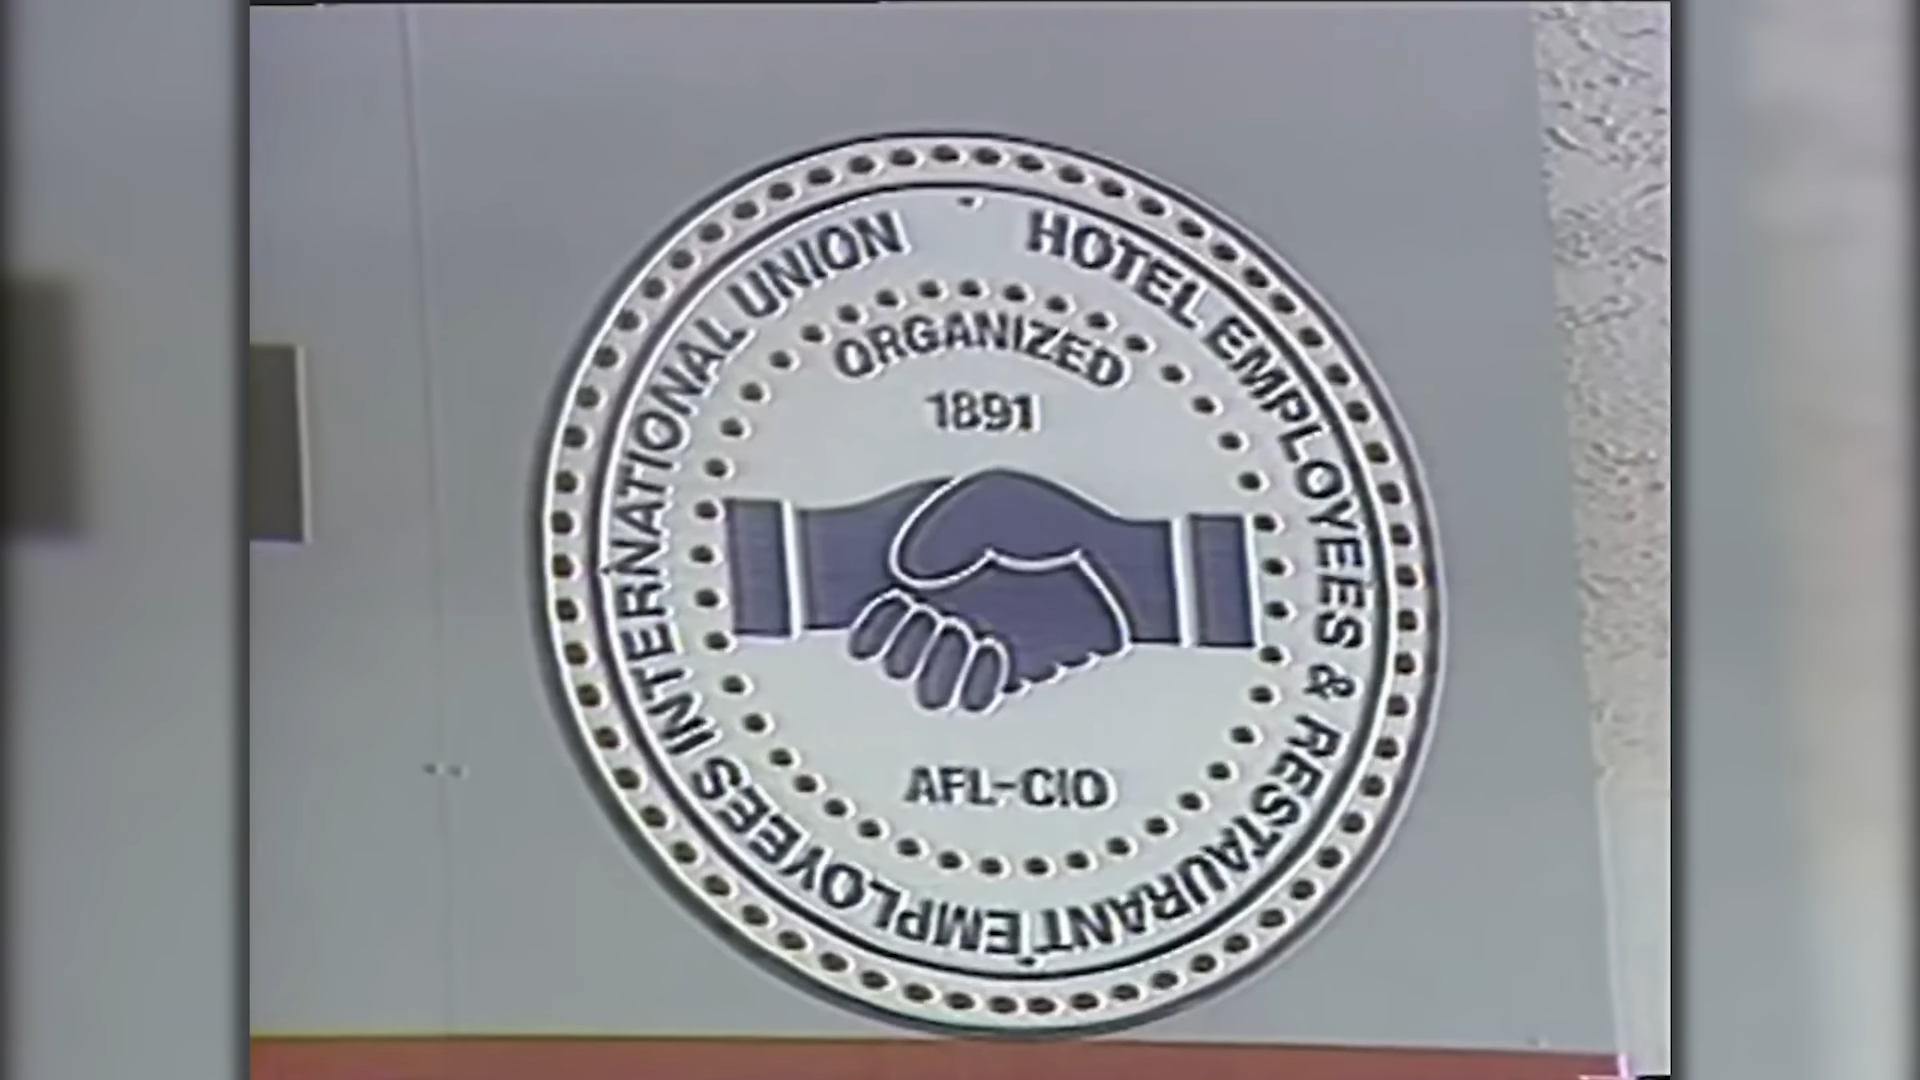 HOTEL EMPLOYEES & RESTAURANT EMPLOYEES INTERNATIONAL UNION
ORGANIZED
1891
AFL-CIO